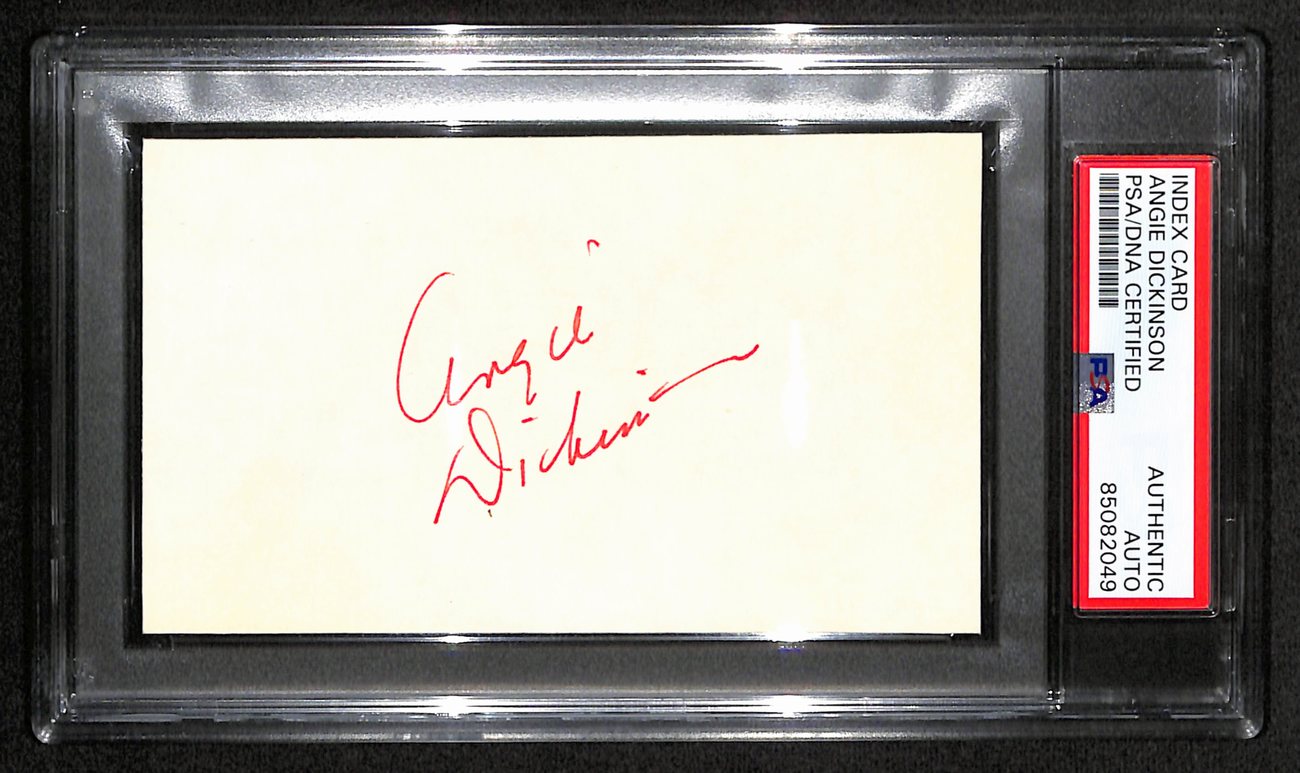 Angie
Dickinson
INDEX CARD
ANGIE DICKINSON
PSA/DNA CERTIFIED
PSA
AUTHENTIC
AUTO
85082049